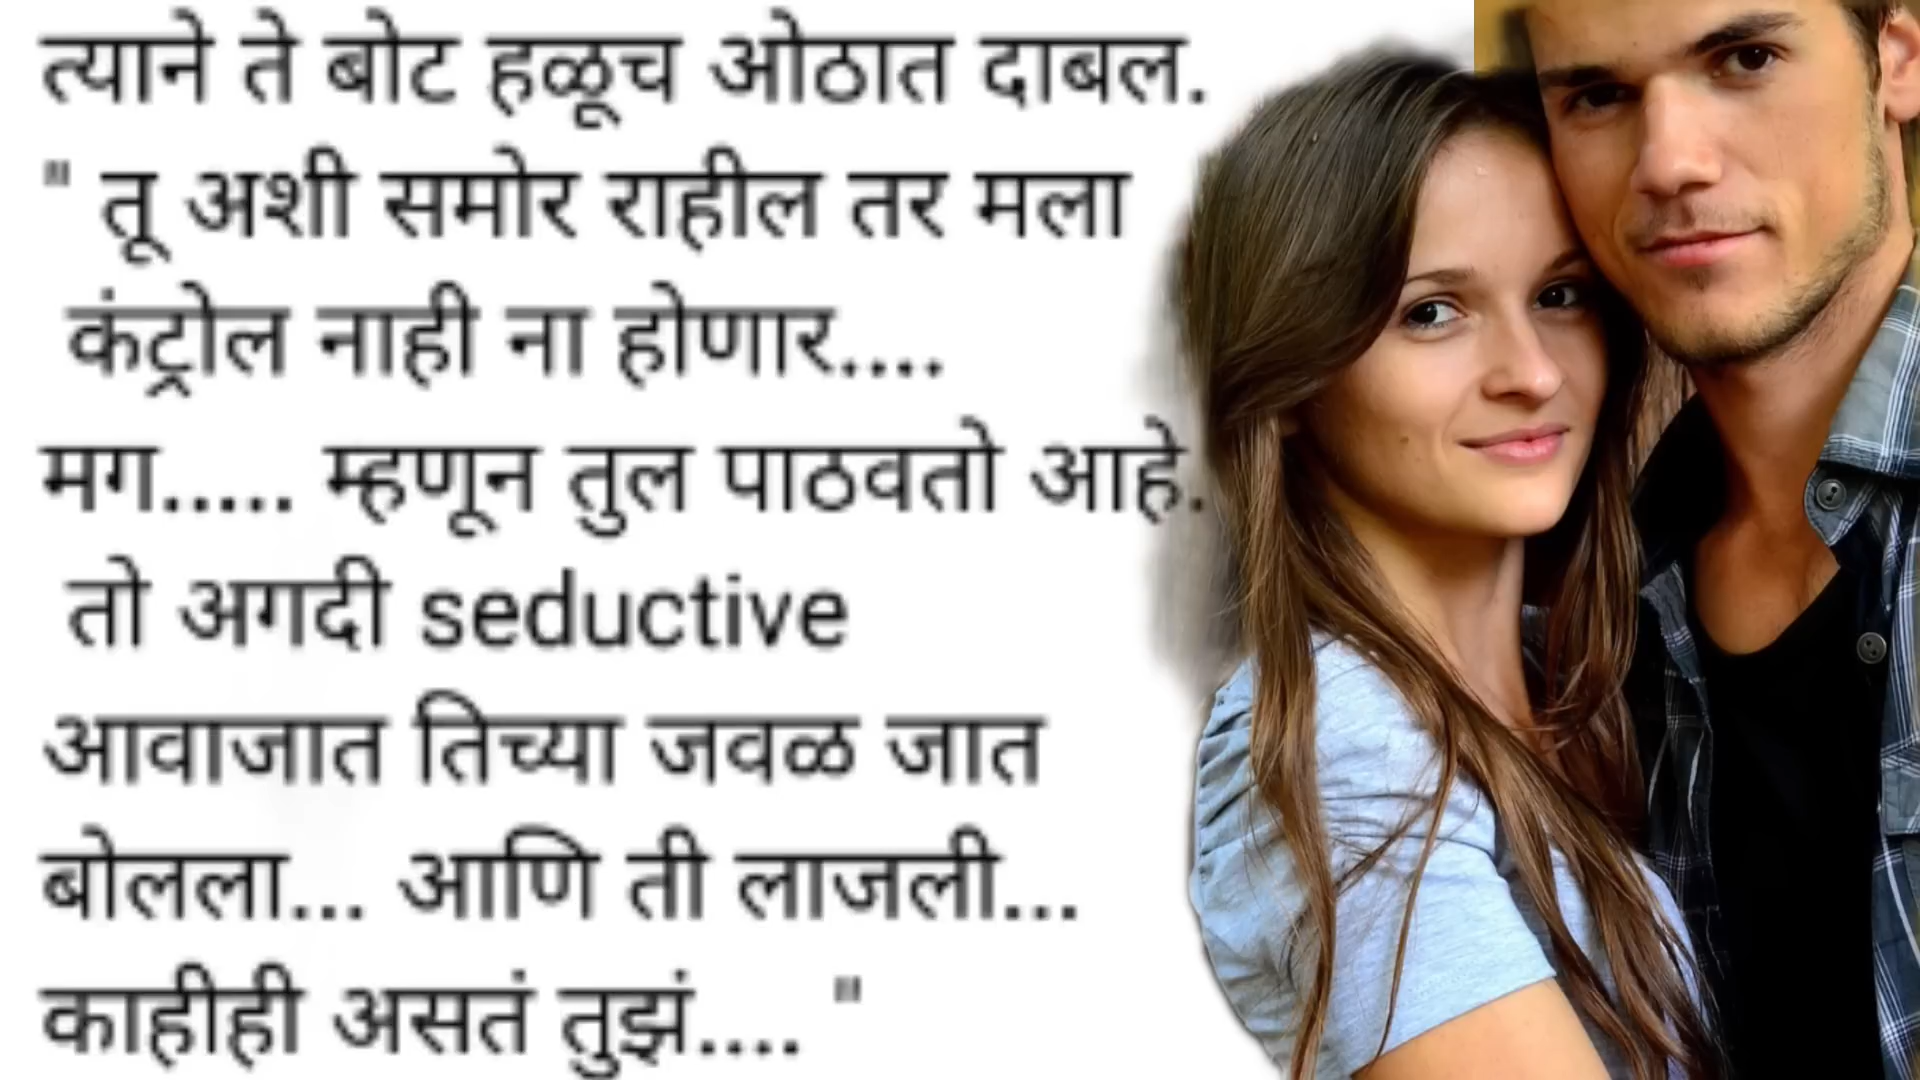 त्याने ते बोट हळूच ओठात दाबल.
" तू अशी समोर राहील तर मला
कंट्रोल नाही ना होणार....
मग..... म्हणून तुल पाठवतो आहे.
तो अगदी seductive
आवाजात तिच्या जवळ जात
बोलला... आणि ती लाजली...
काहीही असतं तुझं.... "